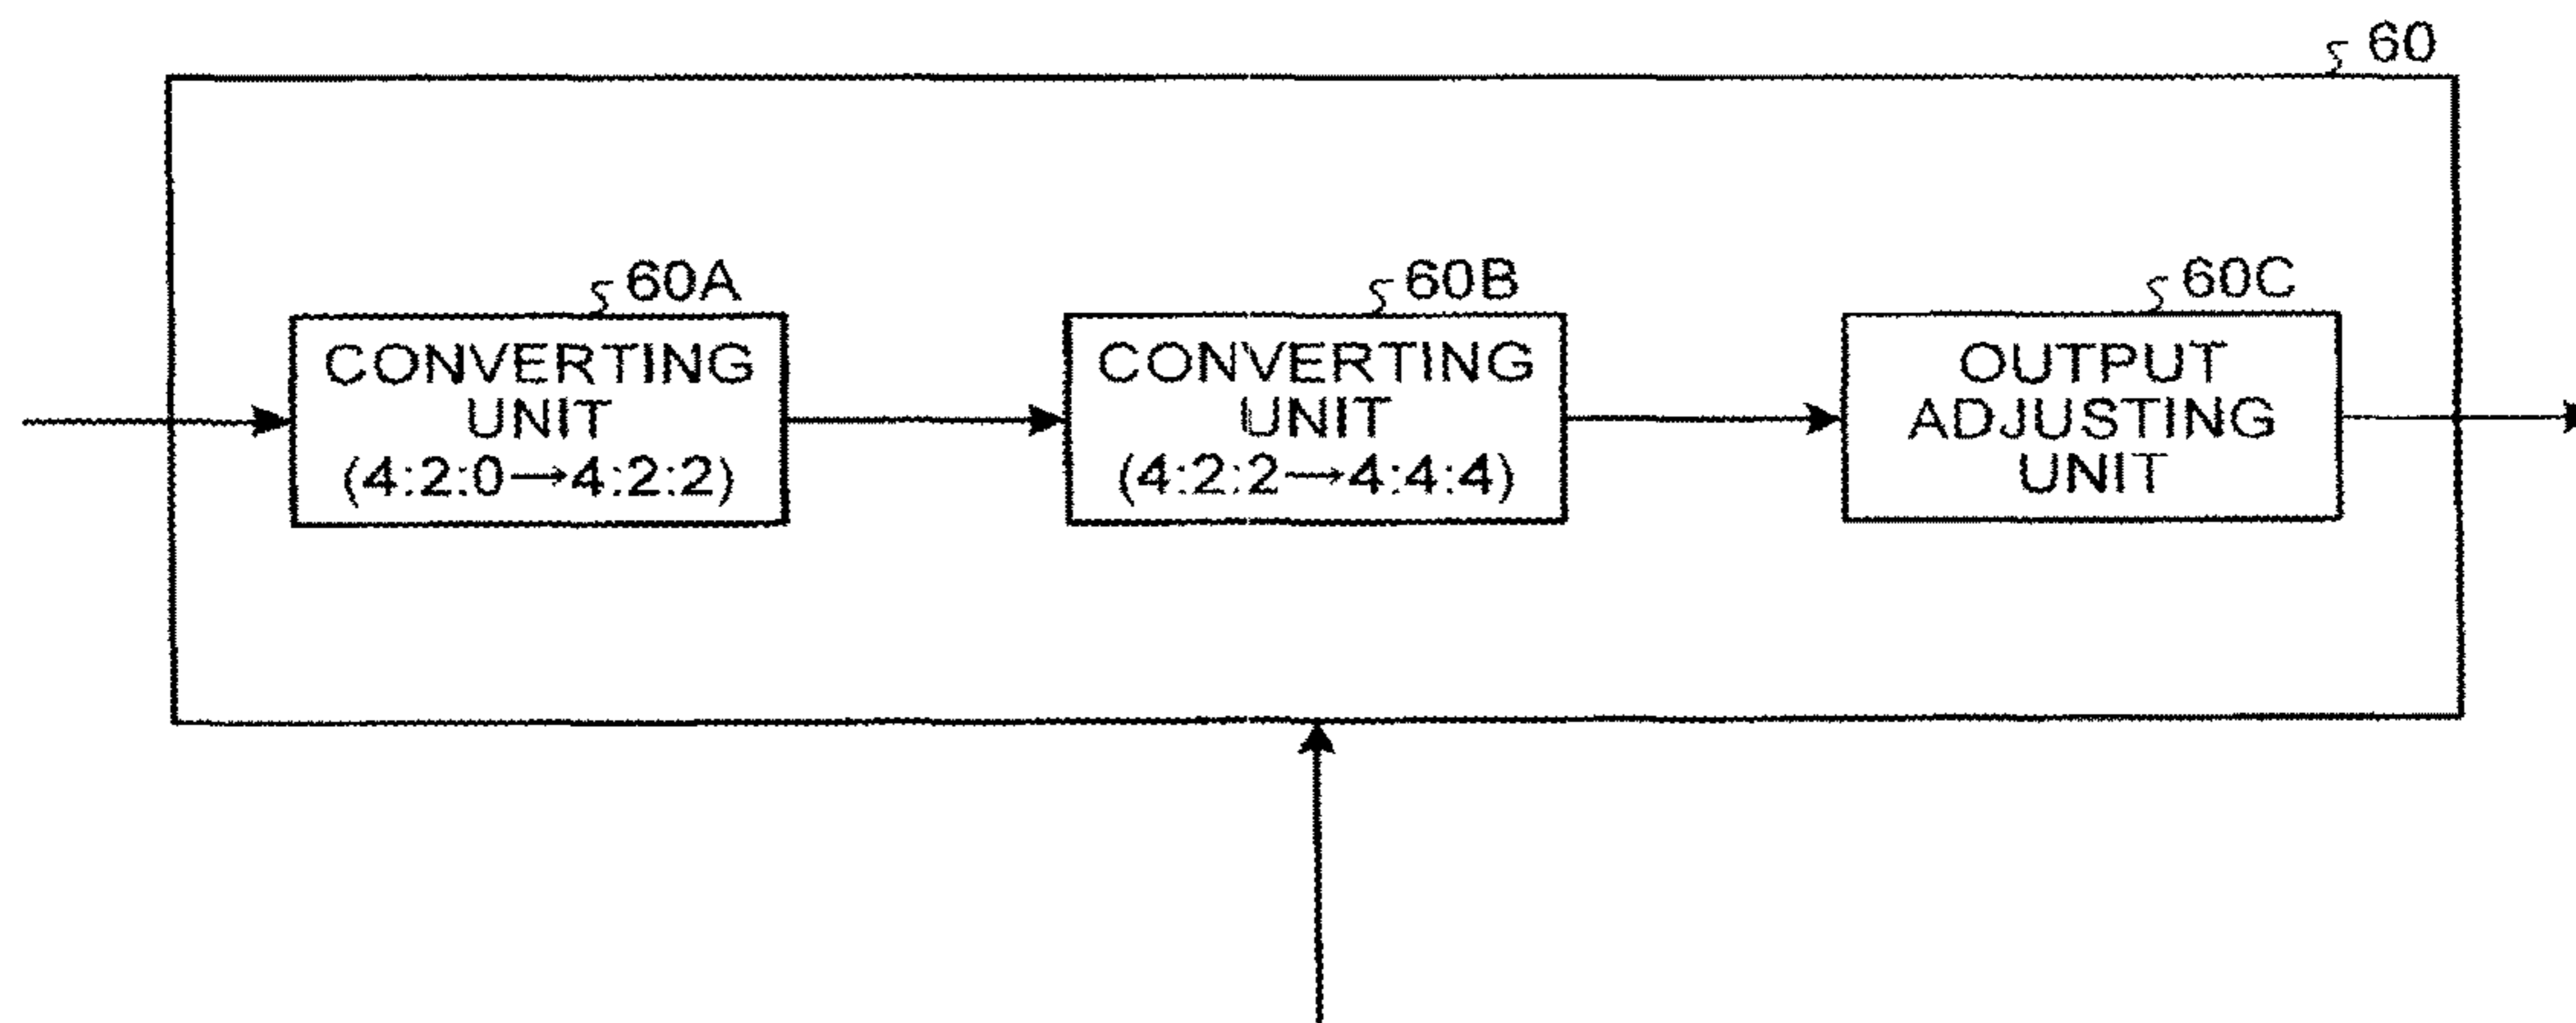 60
60A
CONVERTING
UNIT
(4:2:0→4:2:2)
60B
CONVERTING
UNIT
(4:2:2→4:4:4)
60C
OUTPUT
ADJUSTING
UNIT